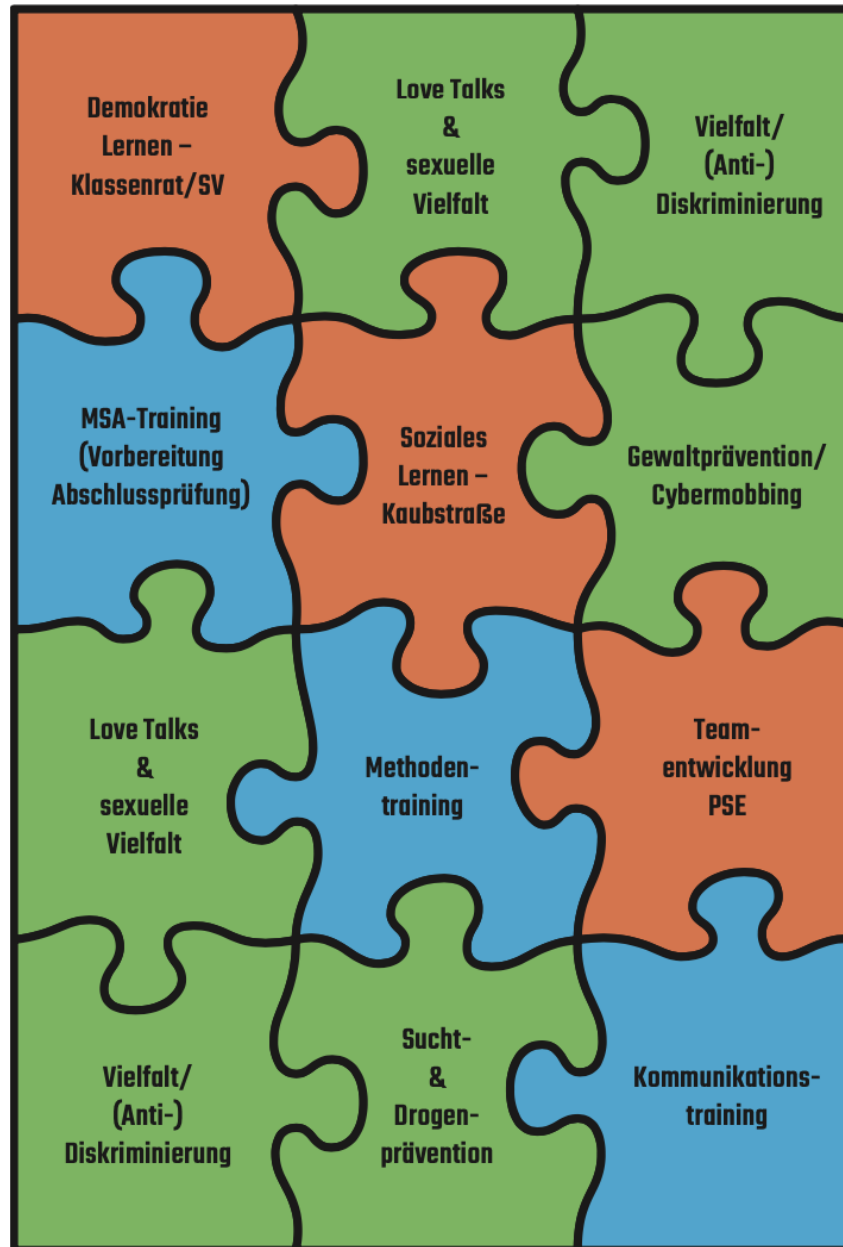 Demokratie
Lernen –
Klassenrat/SV
Love Talks
&
sexuelle
Vielfalt
Vielfalt/
(Anti-)
Diskriminierung
MSA-Training
(Vorbereitung
Abschlussprüfung)
Soziales
Lernen –
Kaubstraße
Gewaltprävention/
Cybermobbing
Love Talks
&
sexuelle
Vielfalt
Methoden-
training
Team-
entwicklung
PSE
Vielfalt/
(Anti-)
Diskriminierung
Sucht-
&
Drogen-
prävention
Kommunikations-
training